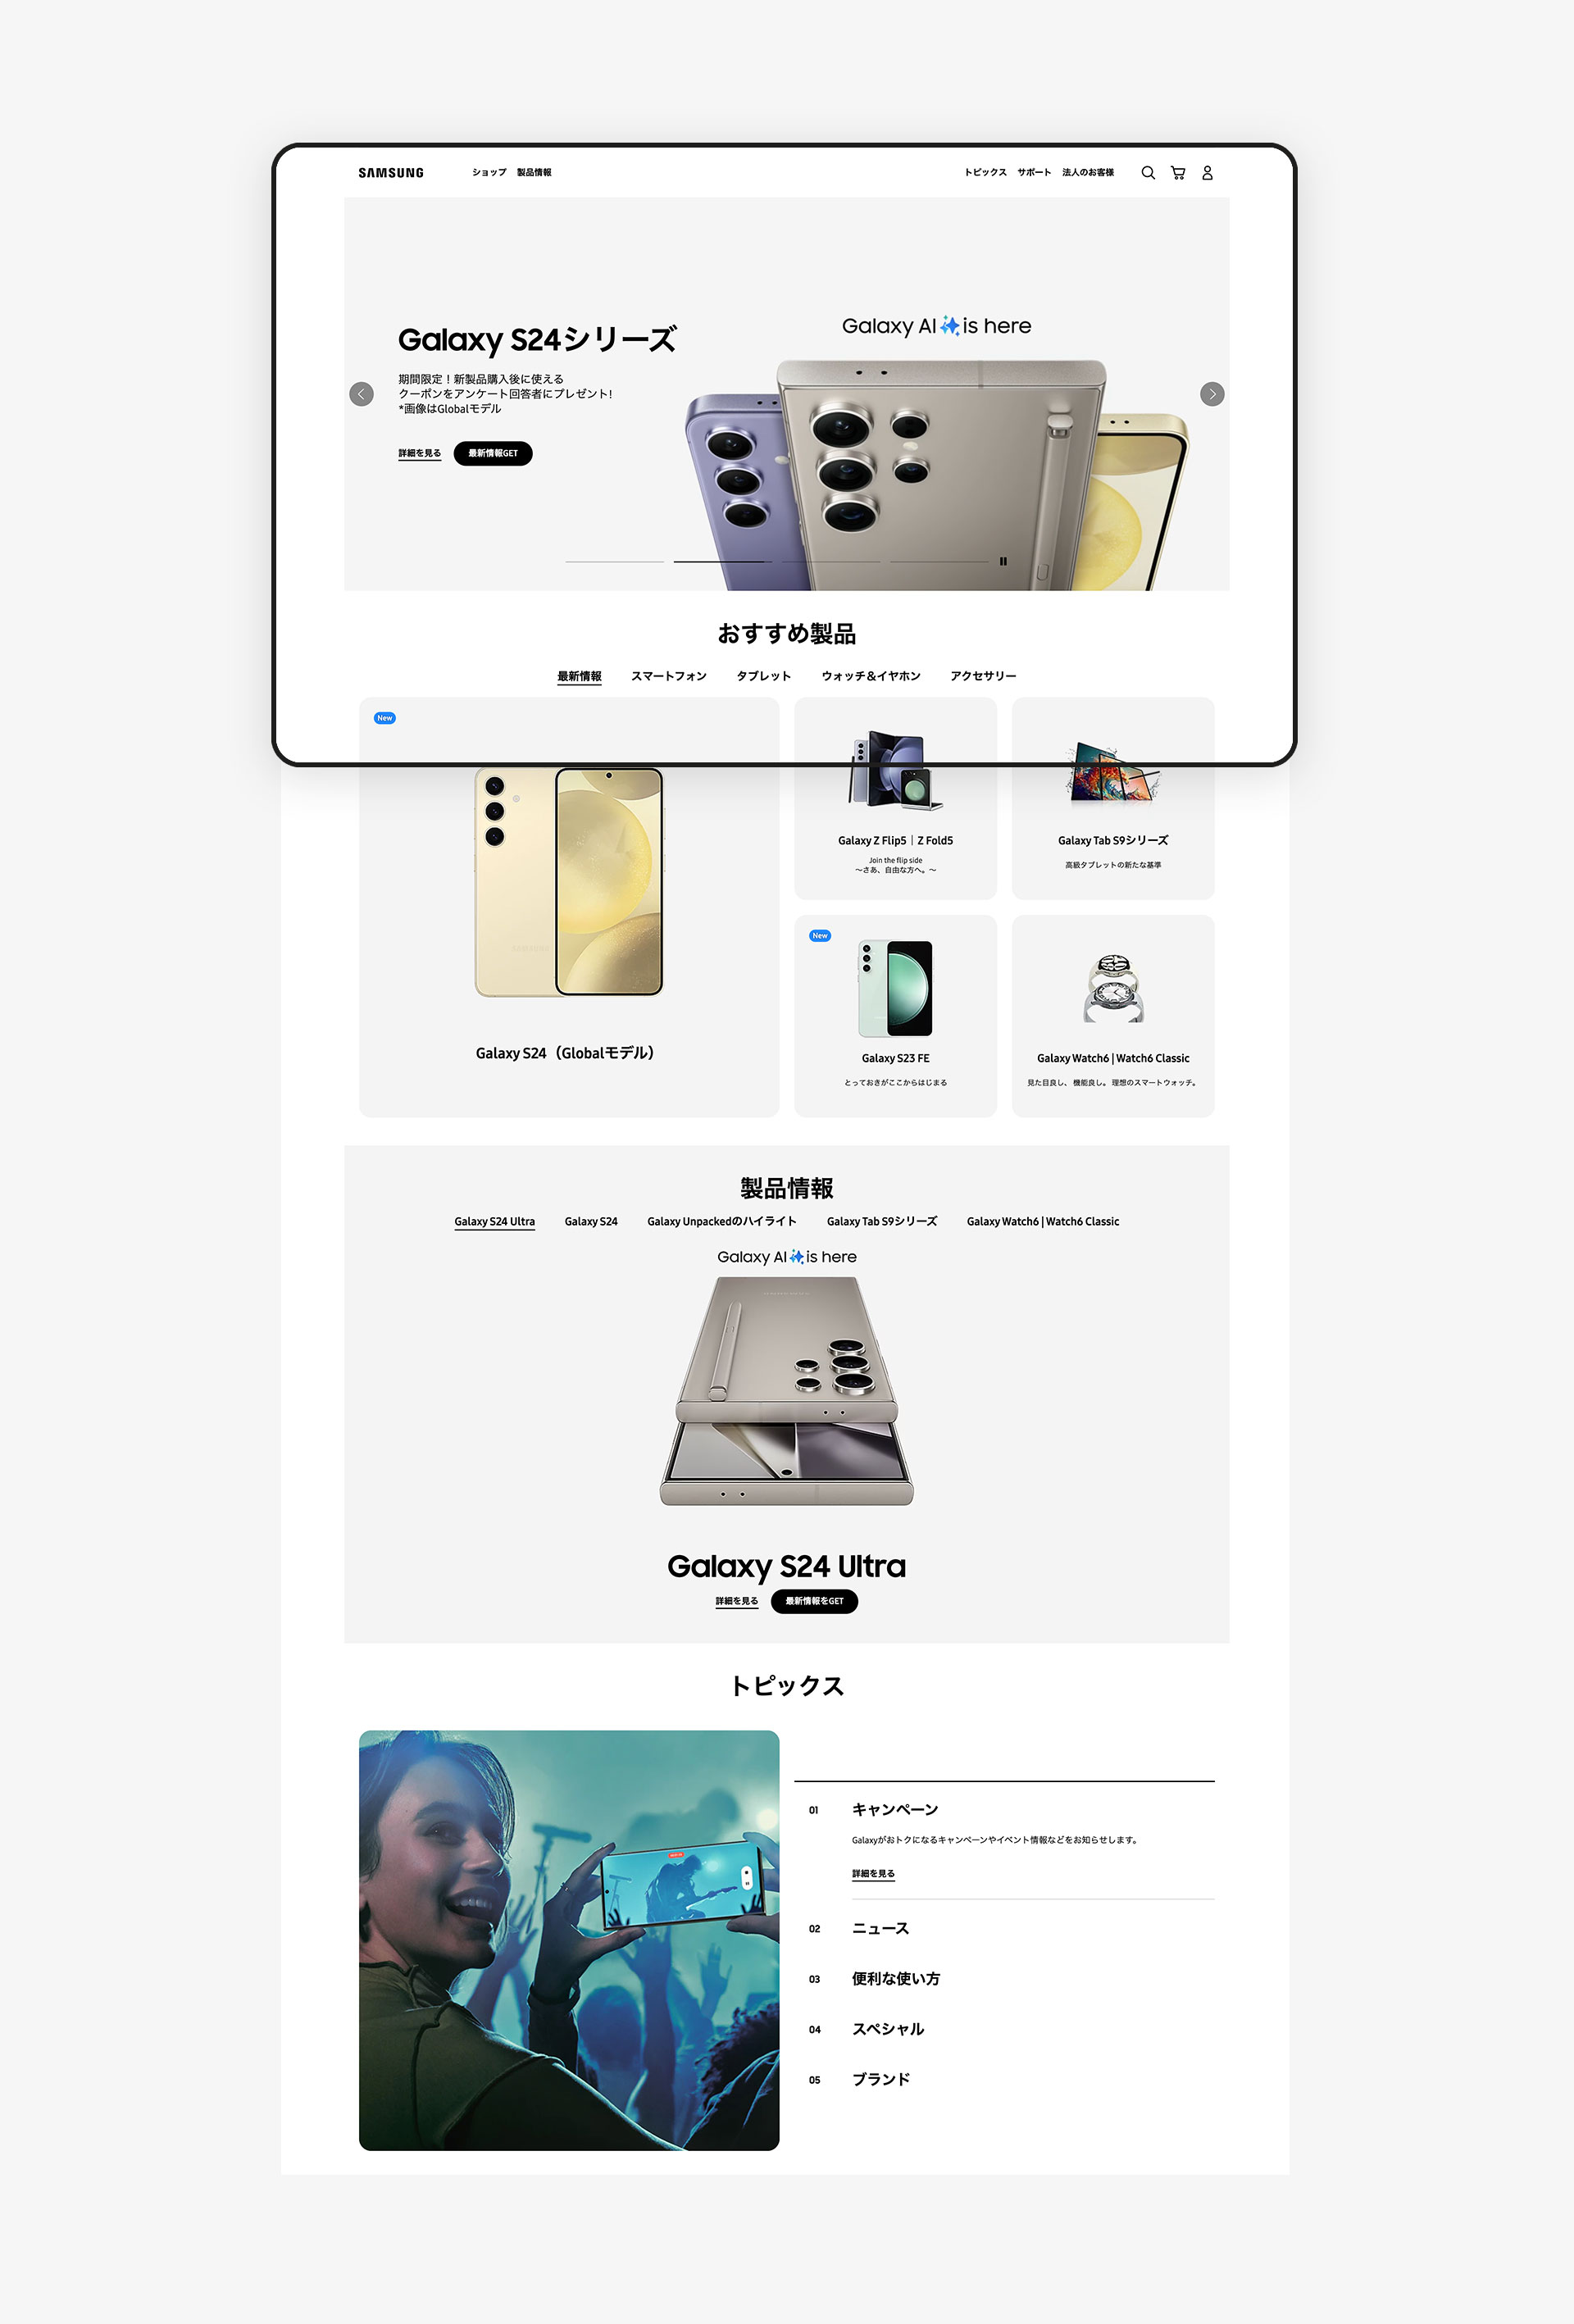 SAMSUNG
ショップ 製品情報
トピックス サポート 法人のお客様
Galaxy AI is here
Galaxy S24シリーズ
期間限定！新製品購入後に使える
クーポンをアンケート回答者にプレゼント!
*画像はGlobalモデル
詳細を見る 最新情報GET
おすすめ製品
最新情報 スマートフォン タブレット ウォッチ＆イヤホン アクセサリー
New
SAMSUNG
Galaxy S24（Globalモデル）
Galaxy Z Flip5｜Z Fold5
Join the flip side
〜さあ、自由な方へ。〜
Galaxy Tab S9シリーズ
高級タブレットの新たな基準
New
Galaxy S23 FE
とっておきがここからはじまる
Galaxy Watch6 | Watch6 Classic
見た目良し、機能良し。理想のスマートウォッチ。
製品情報
Galaxy S24 Ultra Galaxy S24 Galaxy Unpackedのハイライト Galaxy Tab S9シリーズ Galaxy Watch6 | Watch6 Classic
Galaxy AI is here
SAMSUNG
Galaxy S24 Ultra
詳細を見る 最新情報をGET
トピックス
01 キャンペーン
Galaxyがおトクになるキャンペーンやイベント情報などをお知らせします。
詳細を見る
02 ニュース
03 便利な使い方
04 スペシャル
05 ブランド